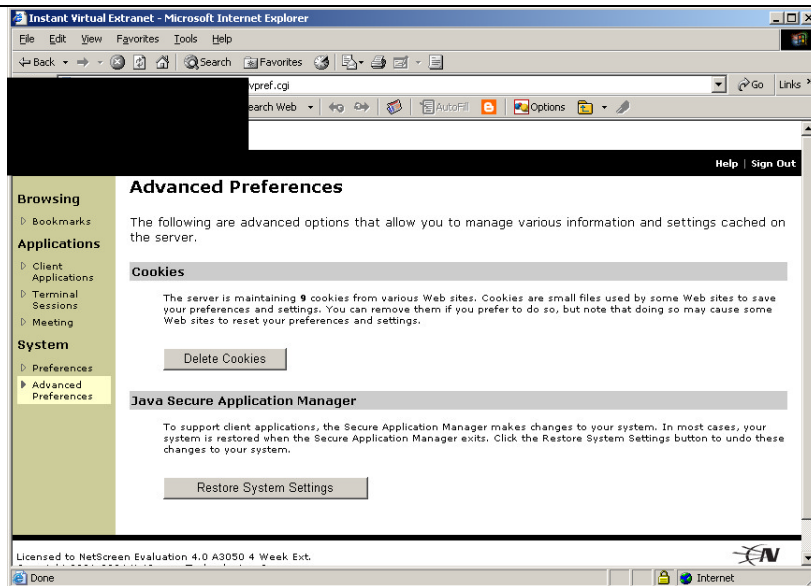 Instant Virtual Extranet - Microsoft Internet Explorer
File Edit View Favorites Tools Help
Back Search Favorites
vpref.cgi Go Links »
earch Web AutoFill Options
Help | Sign Out
Browsing
Bookmarks
Applications
Client
Applications
Terminal
Sessions
Meeting
System
Preferences
Advanced
Preferences
Advanced Preferences
The following are advanced options that allow you to manage various information and settings cached on
the server.
Cookies
The server is maintaining 9 cookies from various Web sites. Cookies are small files used by some Web sites to save
your preferences and settings. You can remove them if you prefer to do so, but note that doing so may cause some
Web sites to reset your preferences and settings.
Delete Cookies
Java Secure Application Manager
To support client applications, the Secure Application Manager makes changes to your system. In most cases, your
system is restored when the Secure Application Manager exits. Click the Restore System Settings button to undo these
changes to your system.
Restore System Settings
Licensed to NetScreen Evaluation 4.0 A3050 4 Week Ext.
Done Internet